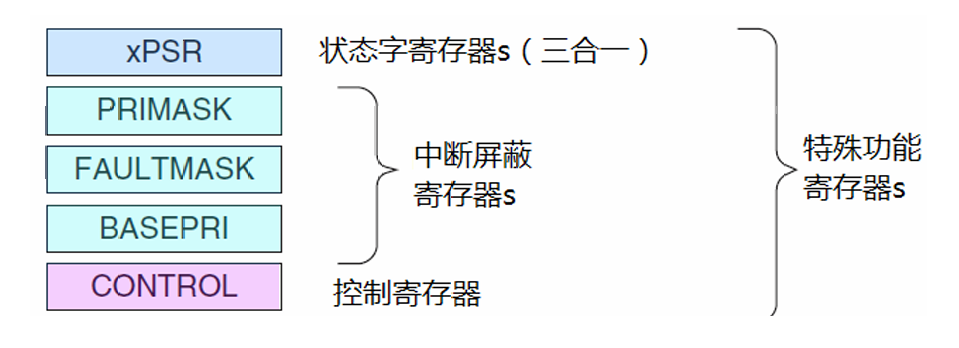 xPSR 状态字寄存器s（三合一）
PRIMASK
FAULTMASK
BASEPRI
中断屏蔽
寄存器s
CONTROL 控制寄存器
特殊功能
寄存器s